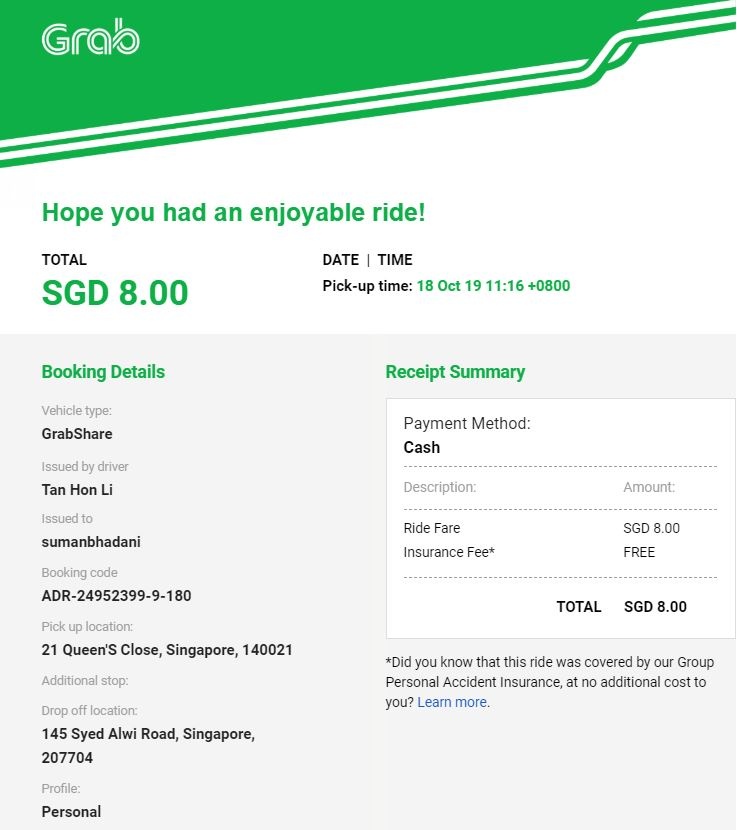 Grab
Hope you had an enjoyable ride!
TOTAL
SGD 8.00
DATE | TIME
Pick-up time: 18 Oct 19 11:16 +0800
Booking Details
Vehicle type:
GrabShare
Issued by driver
Tan Hon Li
Issued to
sumanbhadani
Booking code
ADR-24952399-9-180
Pick up location:
21 Queen'S Close, Singapore, 140021
Additional stop:
Drop off location:
145 Syed Alwi Road, Singapore,
207704
Profile:
Personal
Receipt Summary
Payment Method:
Cash
Description: Amount:
Ride Fare SGD 8.00
Insurance Fee* FREE
TOTAL SGD 8.00
*Did you know that this ride was covered by our Group
Personal Accident Insurance, at no additional cost to
you? Learn more.